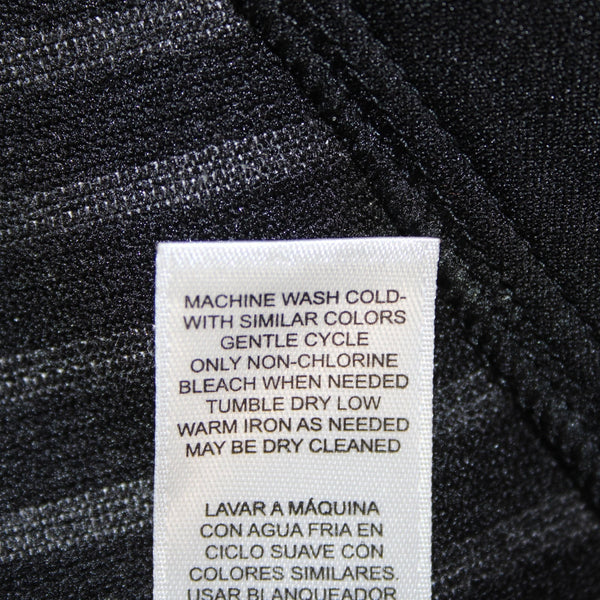 MACHINE WASH COLD-
WITH SIMILAR COLORS
GENTLE CYCLE
ONLY NON-CHLORINE
BLEACH WHEN NEEDED
TUMBLE DRY LOW
WARM IRON AS NEEDED
MAY BE DRY CLEANED
LAVAR A MÁQUINA
CON AGUA FRIA EN
CICLO SUAVE CON
COLORES SIMILARES.
USAR BLANQUEADOR